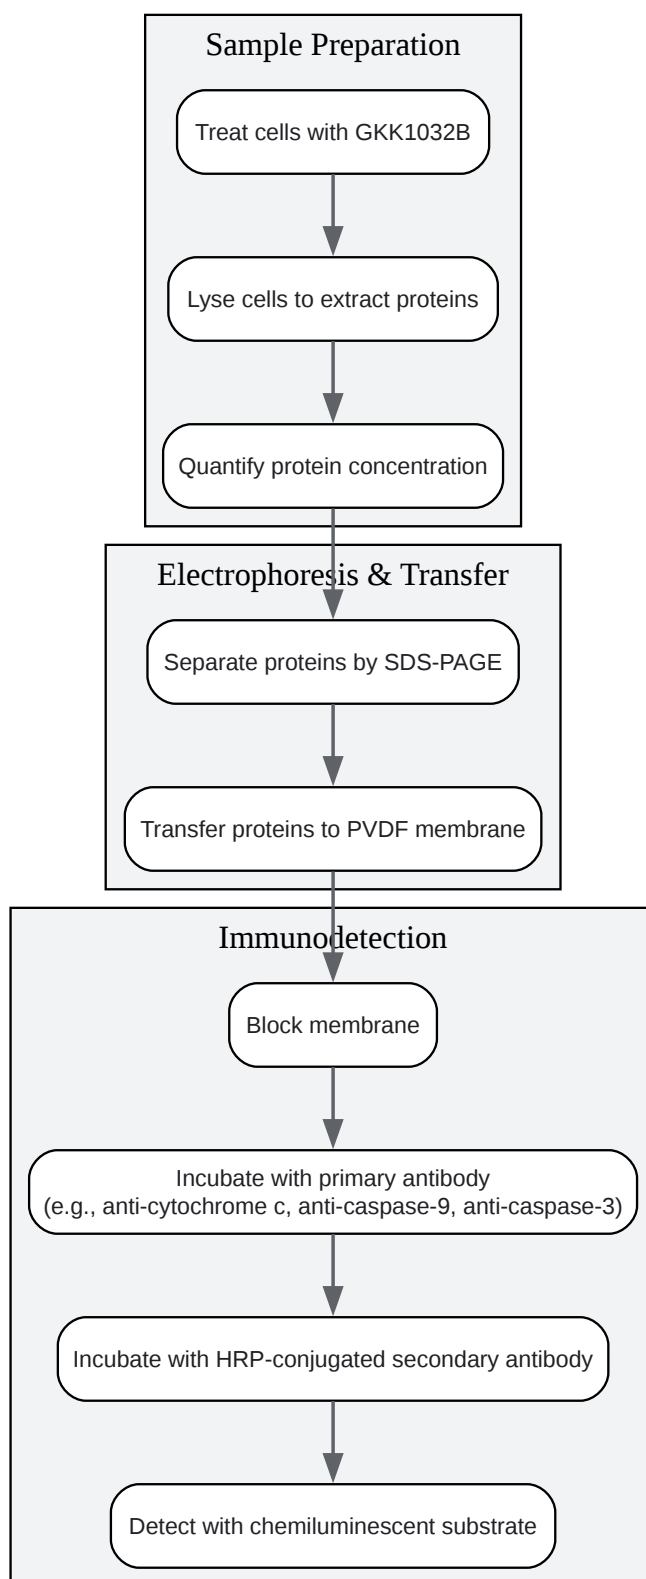 Sample Preparation
Treat cells with GKK1032B
Lyse cells to extract proteins
Quantify protein concentration
Electrophoresis & Transfer
Separate proteins by SDS-PAGE
Transfer proteins to PVDF membrane
Immunodetection
Block membrane
Incubate with primary antibody
(e.g., anti-cytochrome c, anti-caspase-9, anti-caspase-3)
Incubate with HRP-conjugated secondary antibody
Detect with chemiluminescent substrate